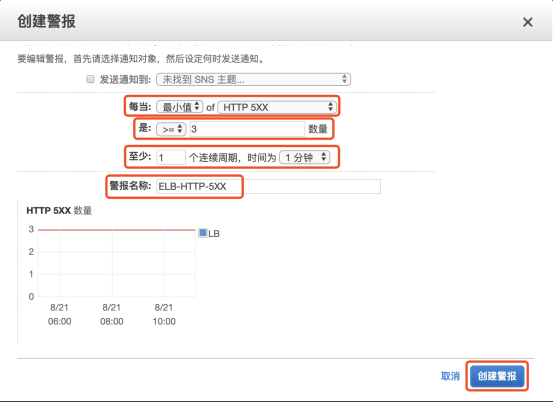 创建警报
×
要编辑警报，首先请选择通知对象，然后设定何时发送通知。
发送通知到: 未找到 SNS 主题...
每当: 最小值 of HTTP 5XX
是: >= 3 数量
至少: 1 个连续周期，时间为 1 分钟
警报名称: ELB-HTTP-5XX
HTTP 5XX 数量
3
LB
2
1
0
8/21 8/21 8/21
06:00 08:00 10:00
取消 创建警报